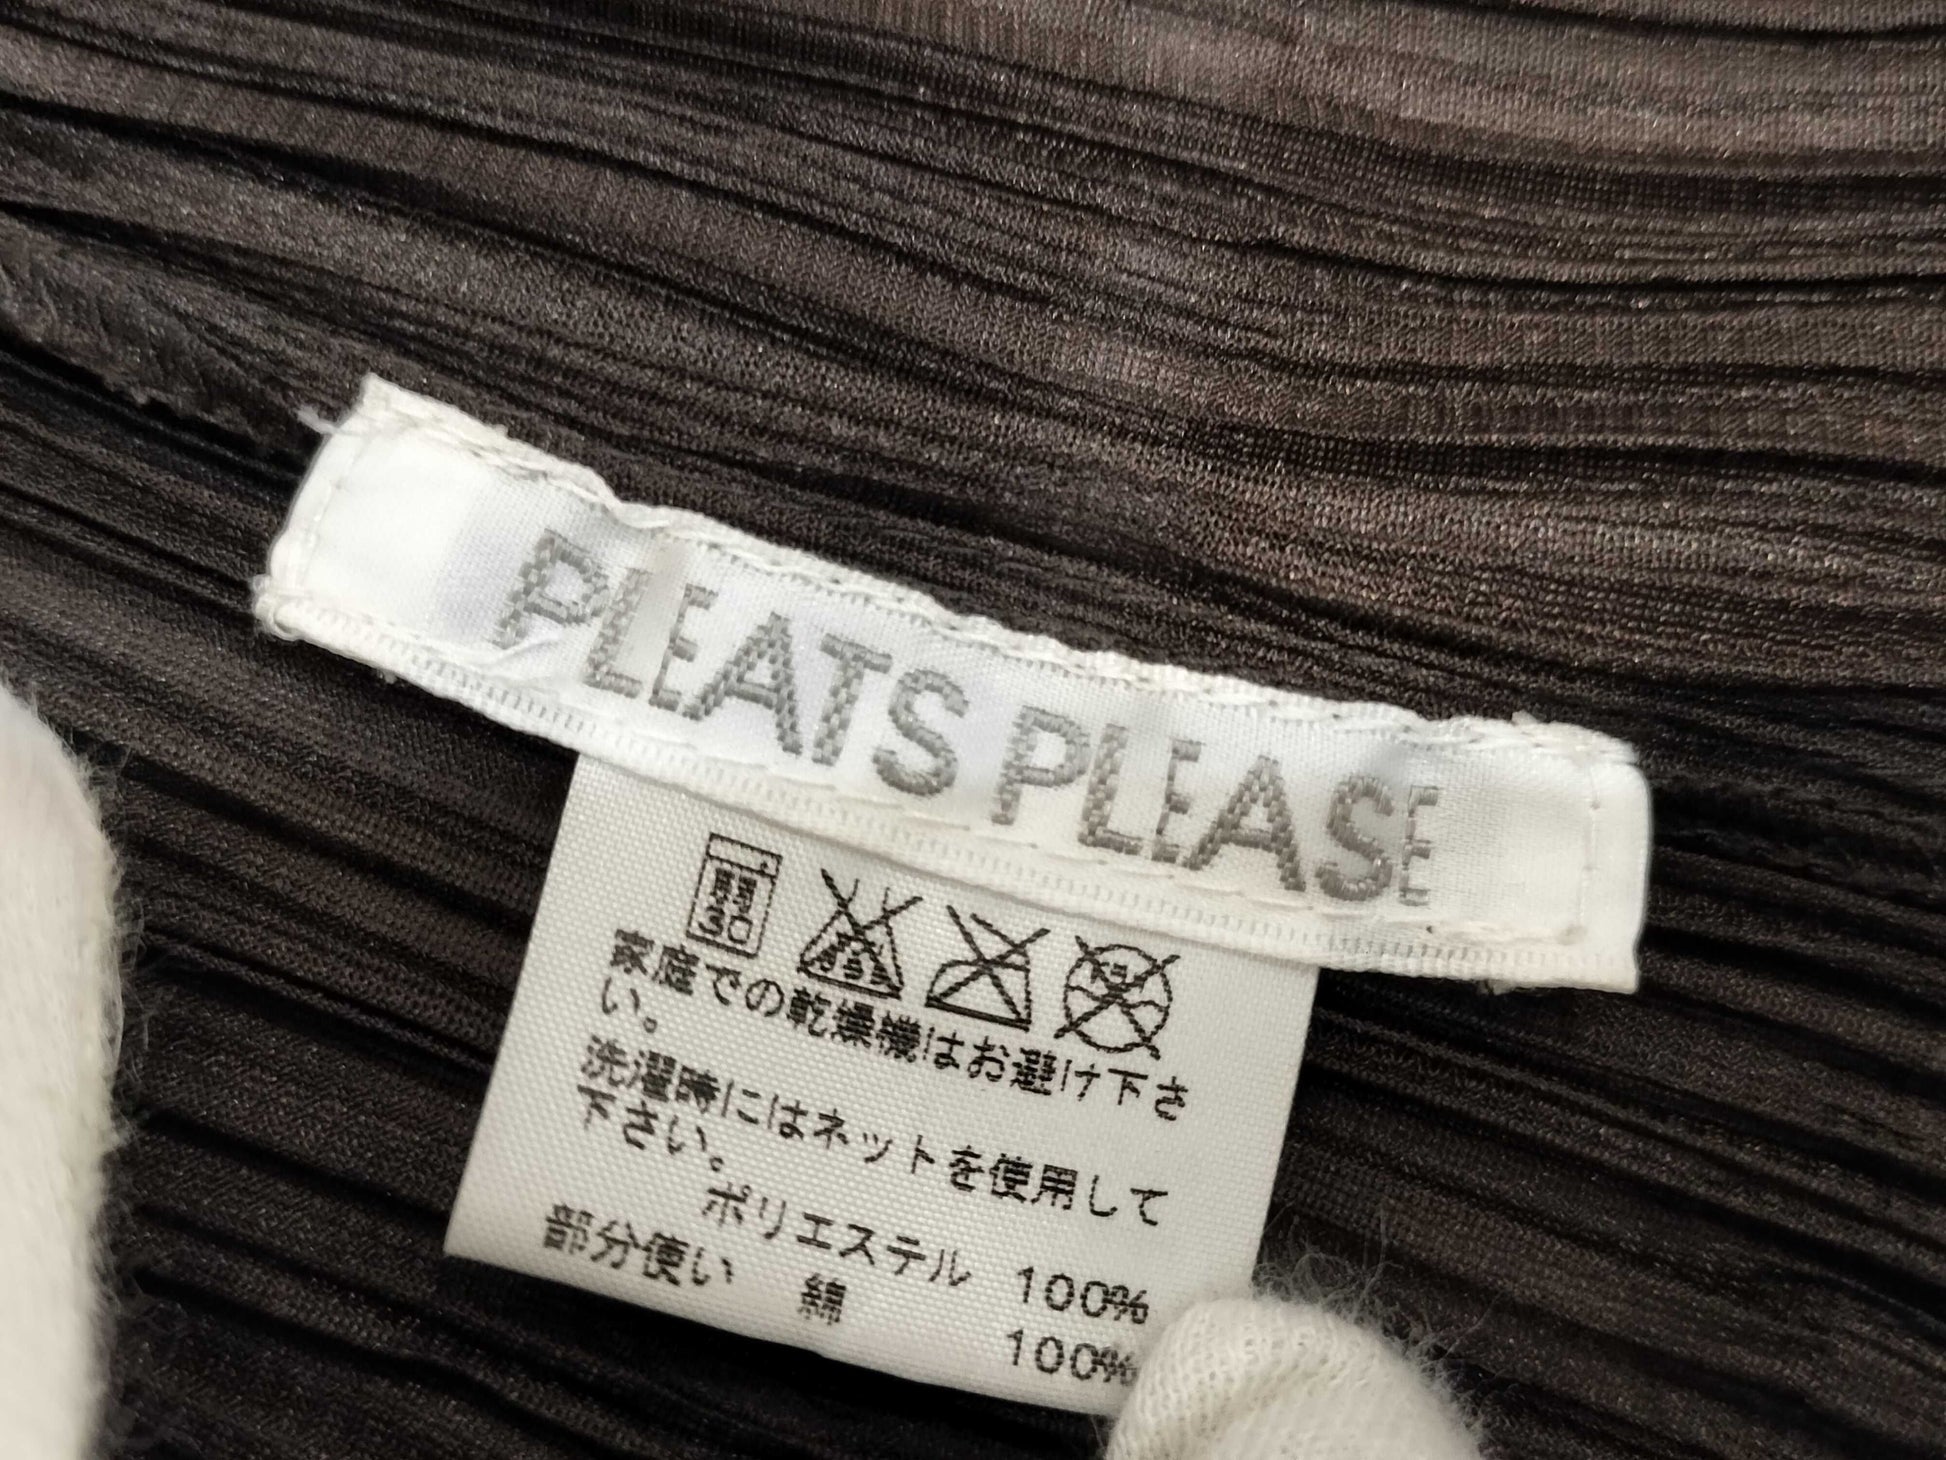 PLEATS PLEASE
家庭での乾燥機はお避け下さ
い。
洗濯時にはネットを使用して
下さい。
ポリエステル 100%
部分使い 綿 100%